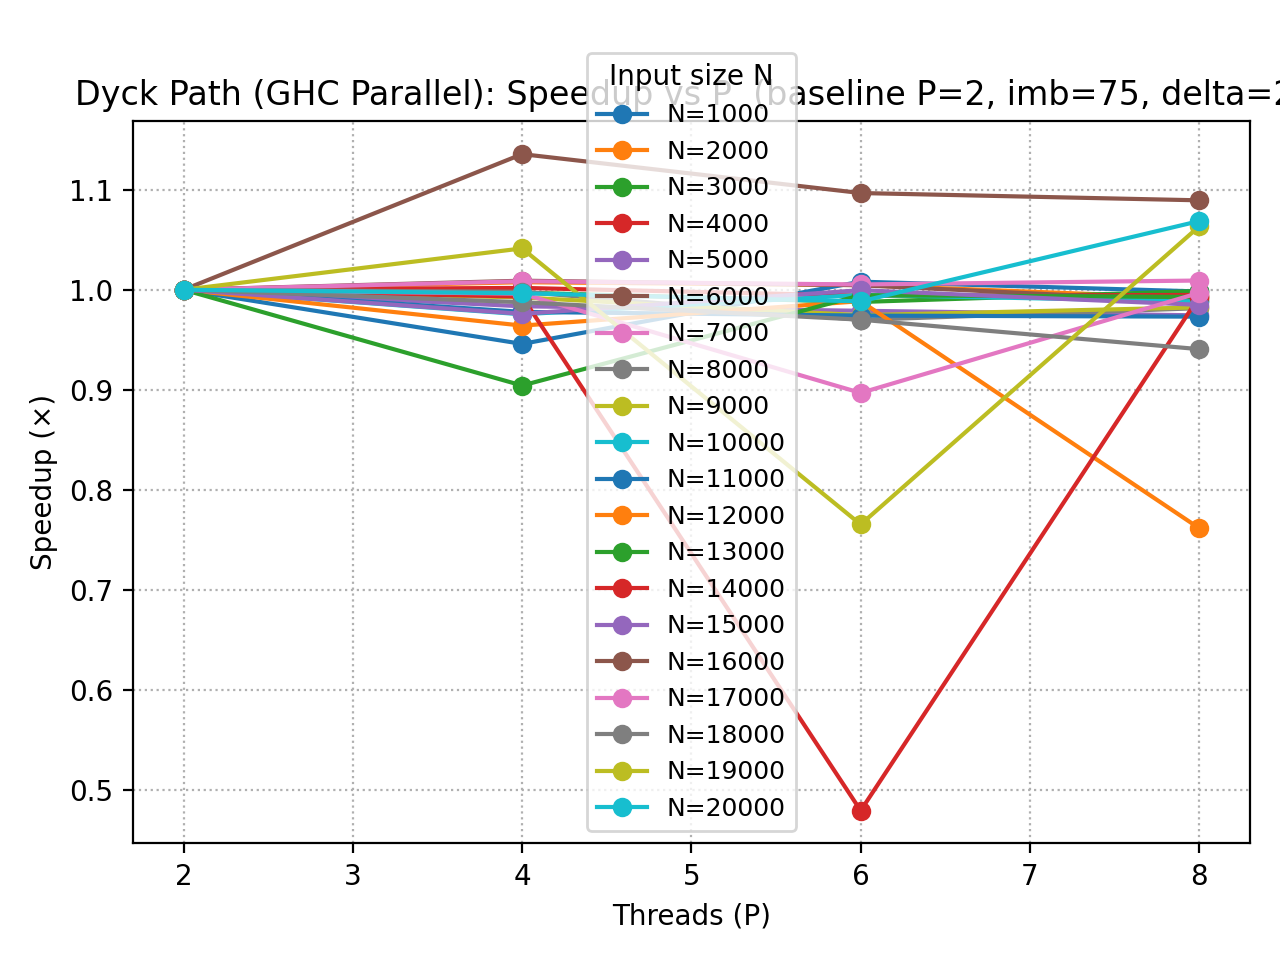 Dyck Path (GHC Parallel): Speedup vs P (baseline P=2, imb=75, delta=2
Input size N
N=1000
N=2000
N=3000
N=4000
N=5000
N=6000
N=7000
N=8000
N=9000
N=10000
N=11000
N=12000
N=13000
N=14000
N=15000
N=16000
N=17000
N=18000
N=19000
N=20000
Speedup (×)
1.1
1.0
0.9
0.8
0.7
0.6
0.5
2 3 4 5 6 7 8
Threads (P)